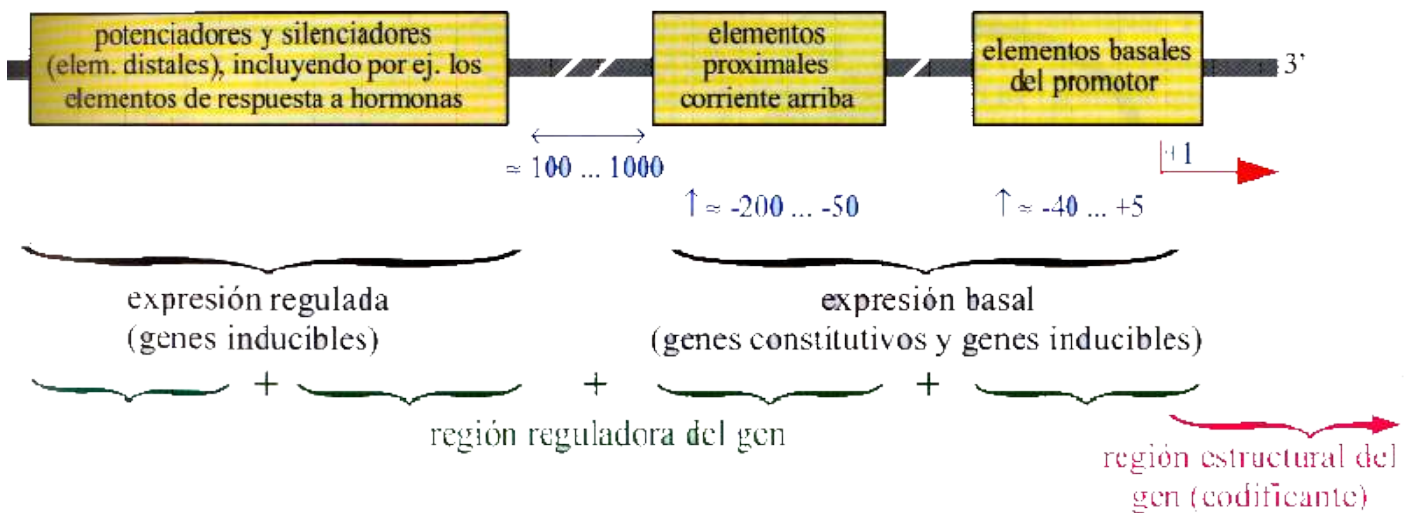 potenciadores y silenciadores
(elem. distales), incluyendo por ej. los
elementos de respuesta a hormonas
elementos
proximales
corriente arriba
elementos basales
del promotor
3'
≈ 100 ... 1000
+1
↑ ≈ -200 ... -50
↑ ≈ -40 ... +5
expresión regulada
(genes inducibles)
expresión basal
(genes constitutivos y genes inducibles)
+ + +
región reguladora del gen
región estructural del
gen (codificante)